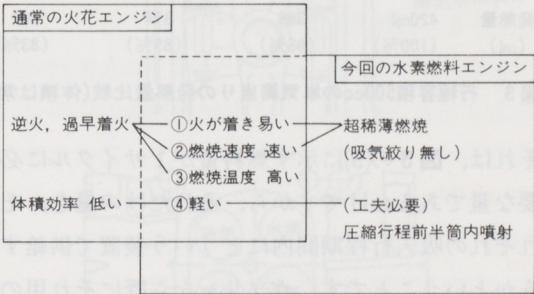 通常の火花エンジン
今回の水素燃料エンジン
逆火,過早着火
①火が着き易い
超稀薄燃焼
②燃焼速度 速い
(吸気絞り無し)
③燃焼温度 高い
体積効率 低い
④軽い
(工夫必要)
圧縮行程前半筒内噴射